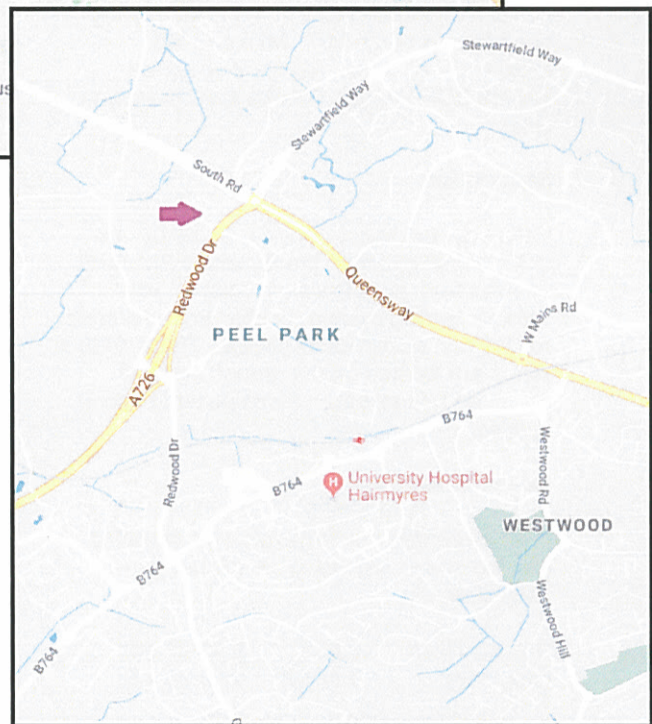 Stewartfield Way
Stewartfield Way
South Rd
Redwood Dr
Queensway
W Mains Rd
PEEL PARK
A726
B764
Westwood Rd
Redwood Dr
B764
H
University Hospital
Hairmyres
WESTWOOD
B764
Westwood Hill
B764